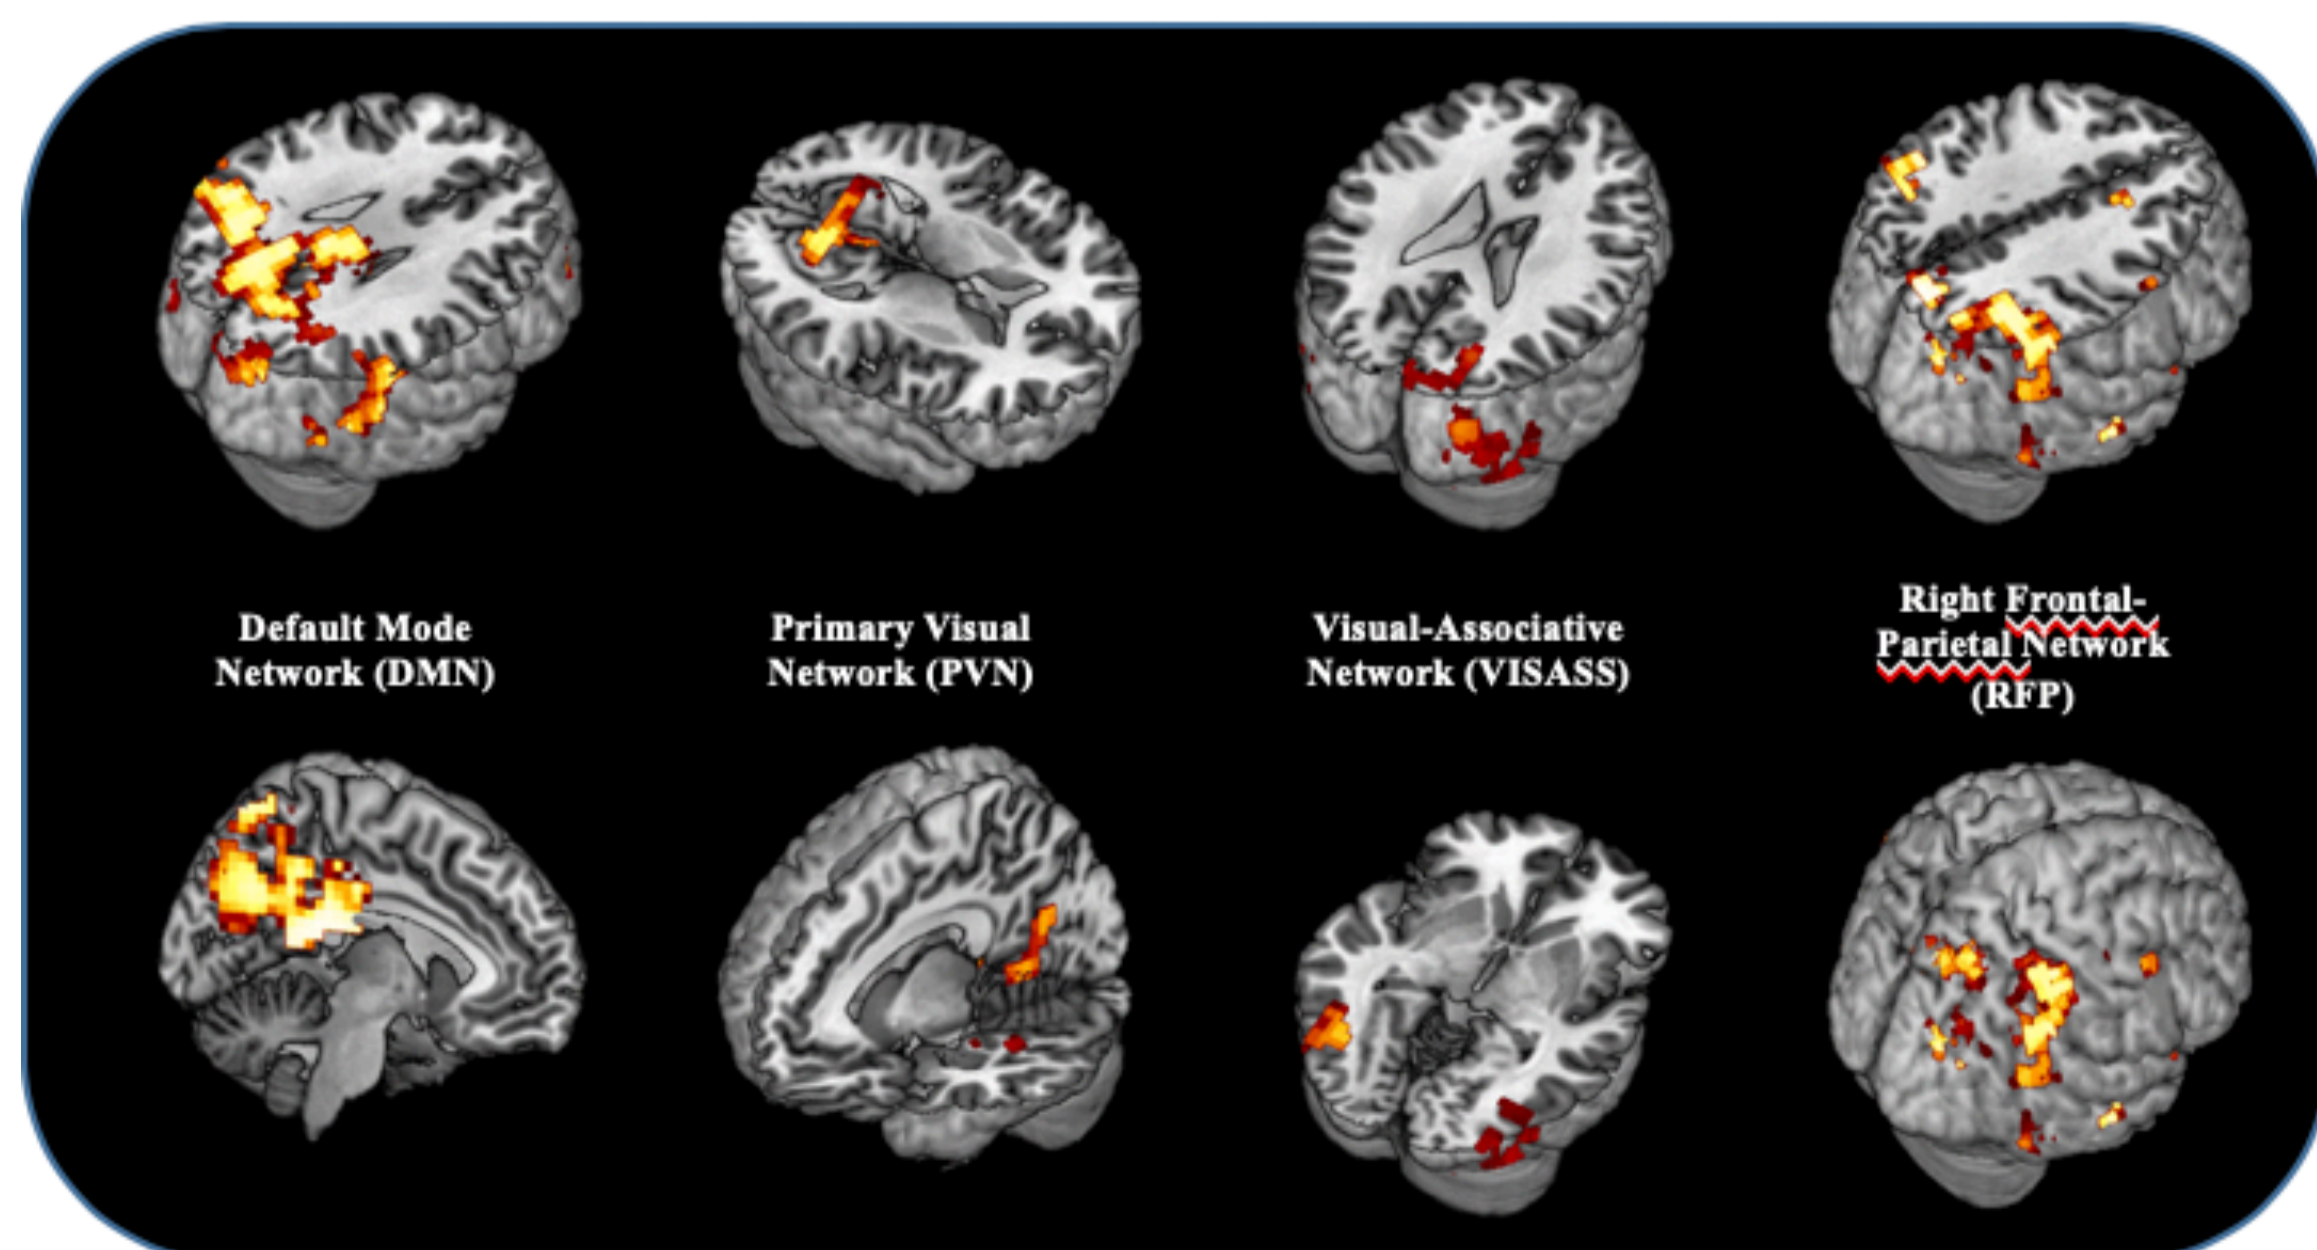 Default Mode
Network (DMN)
Primary Visual
Network (PVN)
Visual-Associative
Network (VISASS)
Right Frontal-
Parietal Network
(RFP)